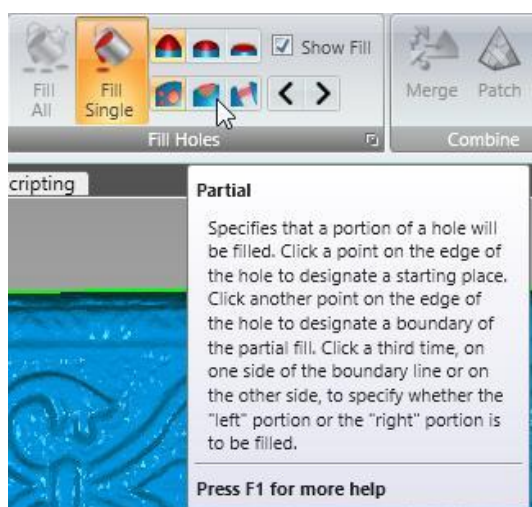 Show Fill
Fill All
Fill Single
Merge
Patch
Fill Holes
Combine
cripting
Partial
Specifies that a portion of a hole will
be filled. Click a point on the edge of
the hole to designate a starting place.
Click another point on the edge of
the hole to designate a boundary of
the partial fill. Click a third time, on
one side of the boundary line or on
the other side, to specify whether the
"left" portion or the "right" portion is
to be filled.
Press F1 for more help